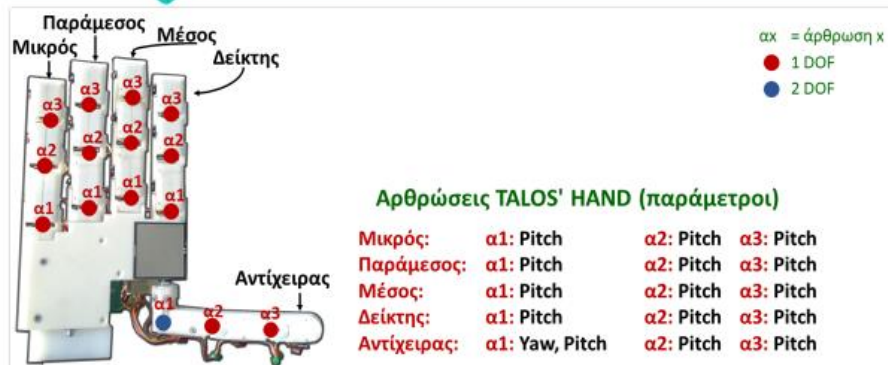 Παράμεσος
Μικρός
Μέσος
Δείκτης
αx = άρθρωση x
1 DOF
2 DOF
α3 α3 α3 α3
α2 α2 α2 α2
α1 α1 α1 α1
Αντίχειρας
α1 α2 α3
Αρθρώσεις TALOS' HAND (παράμετροι)
Μικρός: α1: Pitch α2: Pitch α3: Pitch
Παράμεσος: α1: Pitch α2: Pitch α3: Pitch
Μέσος: α1: Pitch α2: Pitch α3: Pitch
Δείκτης: α1: Pitch α2: Pitch α3: Pitch
Αντίχειρας: α1: Yaw, Pitch α2: Pitch α3: Pitch